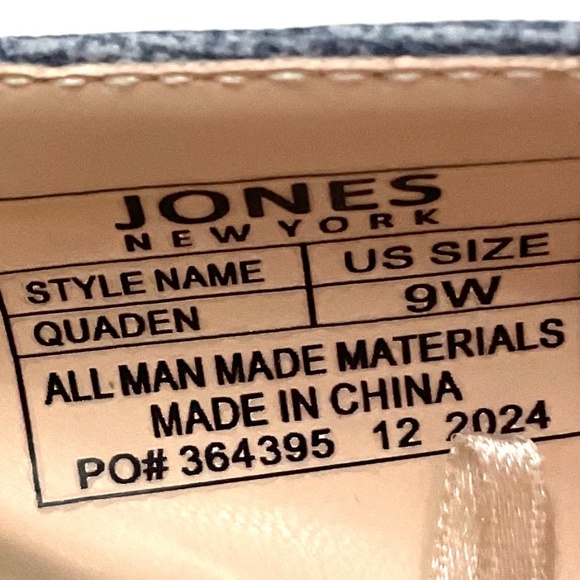 JONES
NEW YORK
STYLE NAME US SIZE
QUADEN 9W
ALL MAN MADE MATERIALS
MADE IN CHINA
PO# 364395 12 2024